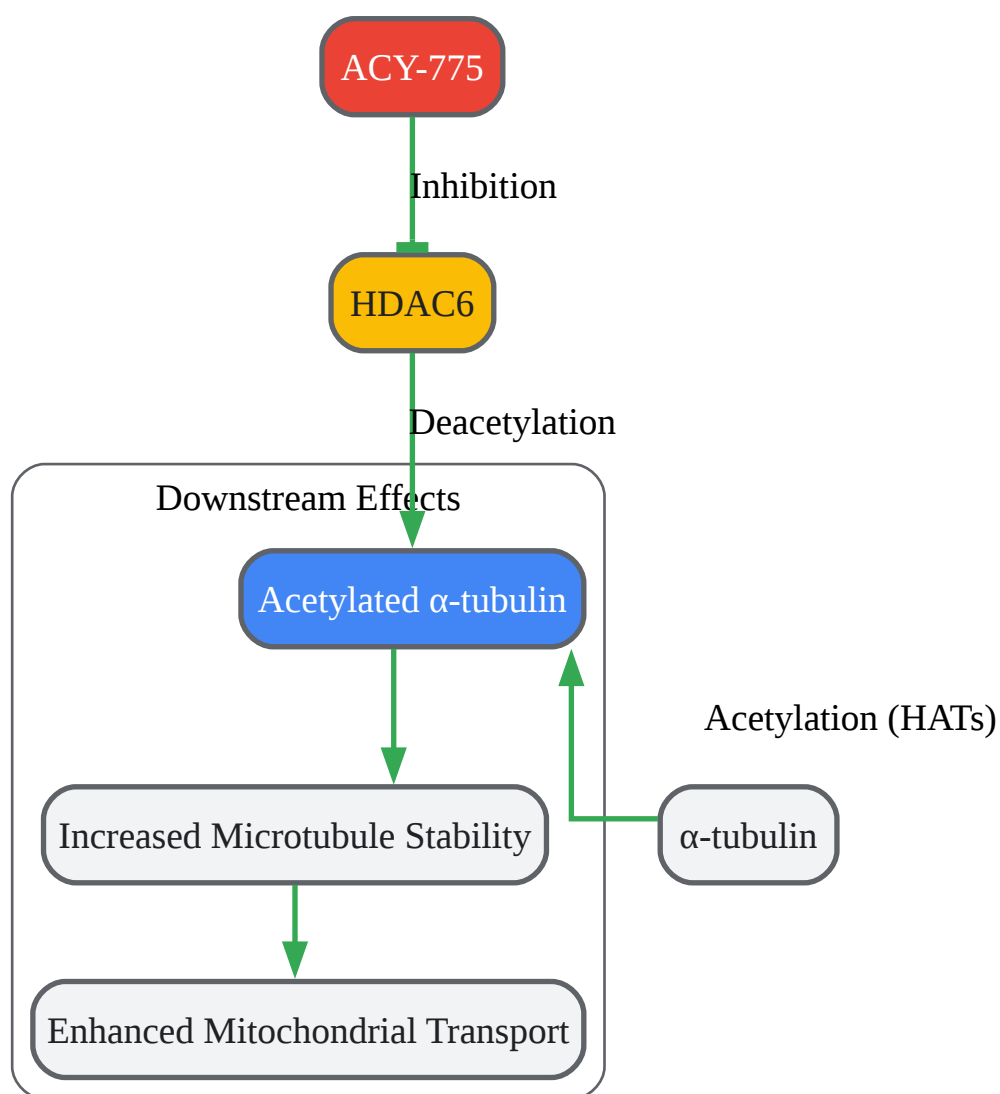 ACY-775
Inhibition
HDAC6
Deacetylation
Downstream Effects
Acetylated α-tubulin
Acetylation (HATs)
Increased Microtubule Stability
α-tubulin
Enhanced Mitochondrial Transport